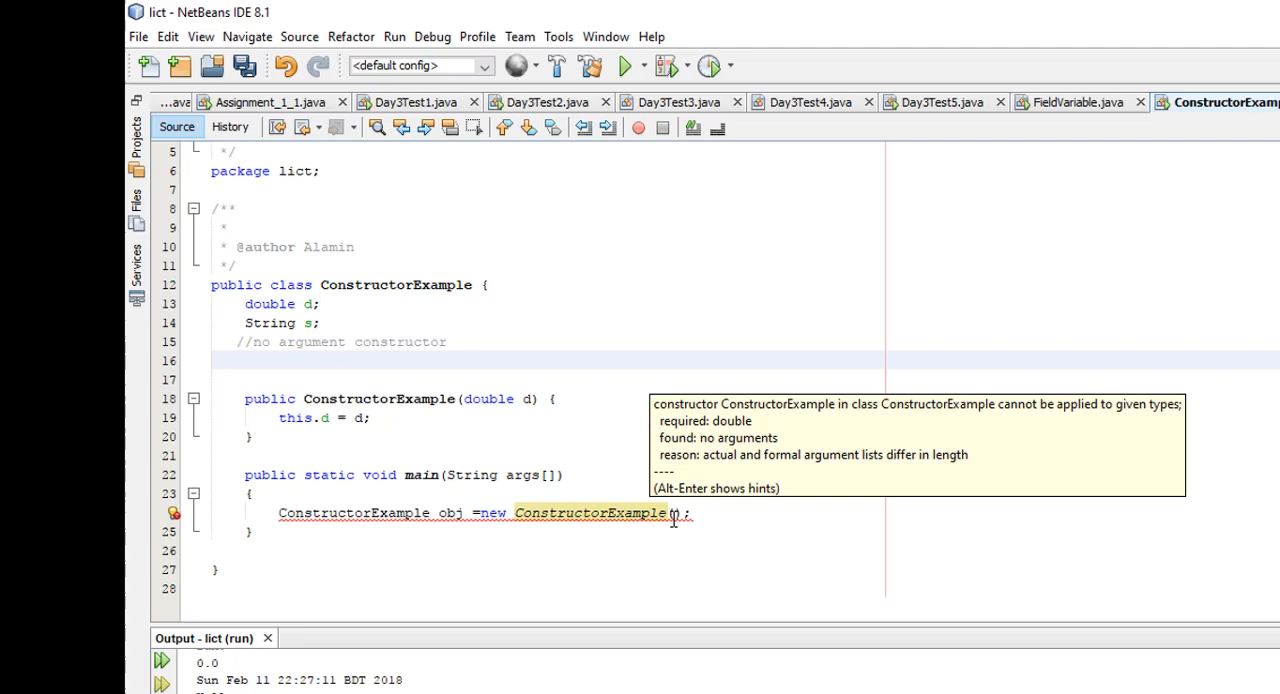 lict - NetBeans IDE 8.1
File Edit View Navigate Source Refactor Run Debug Profile Team Tools Window Help
<default config>
...ava Assignment_1_1.java Day3Test1.java Day3Test2.java Day3Test3.java Day3Test4.java Day3Test5.java FieldVariable.java ConstructorExamp
Source History
Projects
Files
Services
5 */
6 package lict;
7
8 /**
9 *
10 * @author Alamin
11 */
12 public class ConstructorExample {
13 double d;
14 String s;
15 //no argument constructor
16
17
18 public ConstructorExample(double d) {
19 this.d = d;
20 }
21
22 public static void main(String args[])
23 {
ConstructorExample obj =new ConstructorExample();
25 }
26
27 }
28
constructor ConstructorExample in class ConstructorExample cannot be applied to given types;
required: double
found: no arguments
reason: actual and formal argument lists differ in length
----
(Alt-Enter shows hints)
Output - lict (run)
0.0
Sun Feb 11 22:27:11 BDT 2018